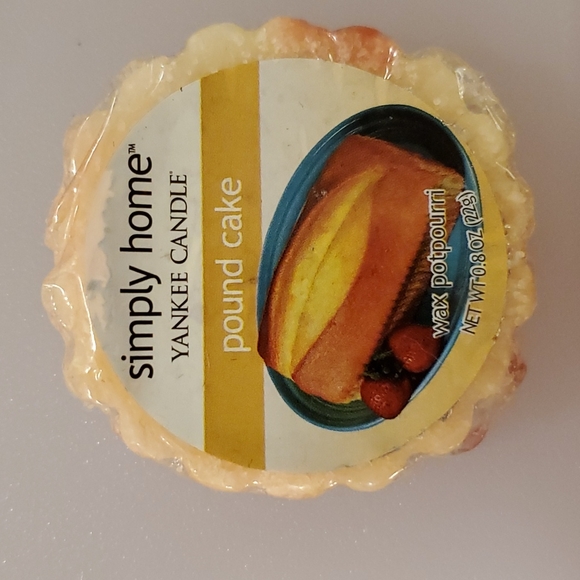 simply home™
YANKEE CANDLE®
pound cake
wax potpourri
NET WT 0.8 OZ (22g)